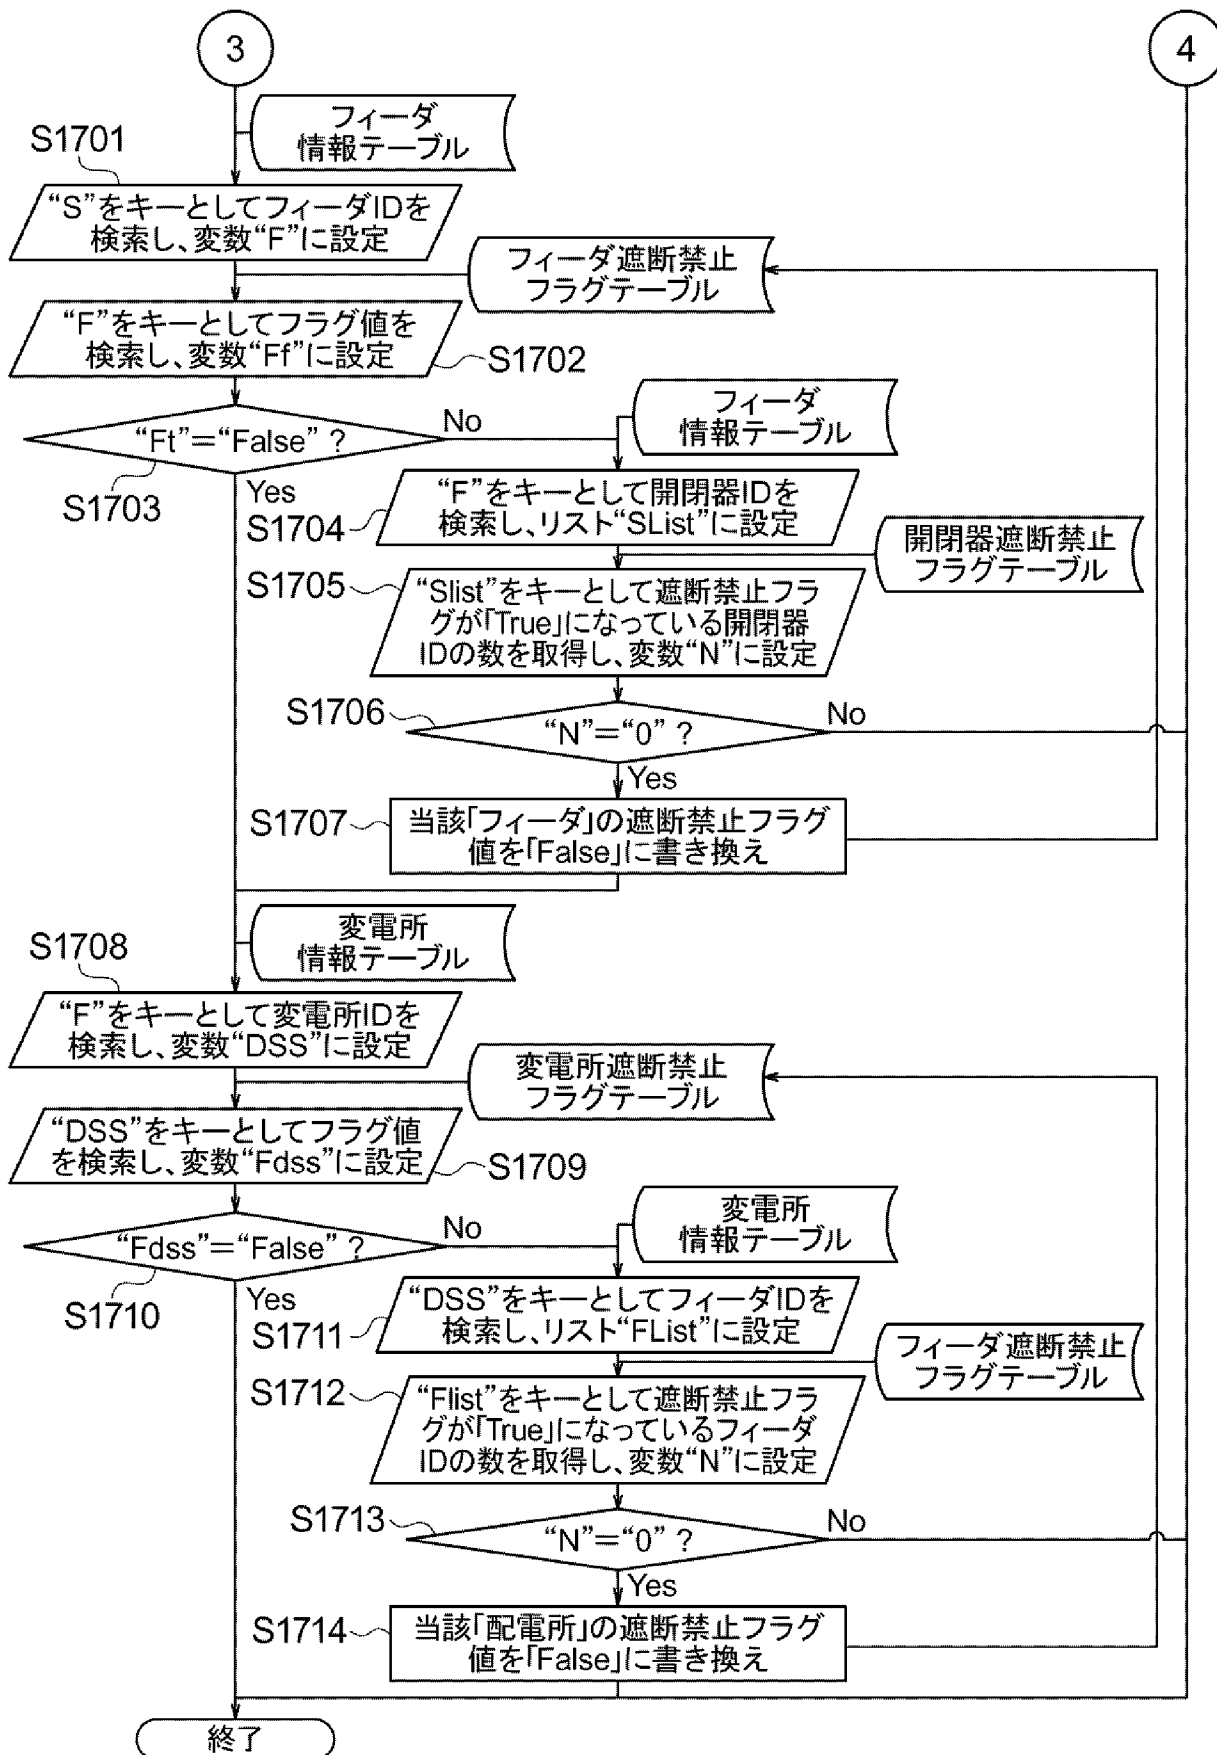 3
4
フィーダ
情報テーブル
S1701
“S”をキーとしてフィーダIDを
検索し、変数“F”に設定
フィーダ遮断禁止
フラグテーブル
“F”をキーとしてフラグ値を
検索し、変数“Ff”に設定
S1702
“Ft”＝“False”？
No
S1703
Yes
フィーダ
情報テーブル
S1704
“F”をキーとして開閉器IDを
検索し、リスト“SList”に設定
開閉器遮断禁止
フラグテーブル
S1705
“Slist”をキーとして遮断禁止フラ
グが「True」になっている開閉器
IDの数を取得し、変数“N”に設定
S1706
“N”＝“0”？
No
Yes
S1707
当該「フィーダ」の遮断禁止フラグ
値を「False」に書き換え
変電所
情報テーブル
S1708
“F”をキーとして変電所IDを
検索し、変数“DSS”に設定
変電所遮断禁止
フラグテーブル
“DSS”をキーとしてフラグ値
を検索し、変数“Fdss”に設定
S1709
“Fdss”＝“False”？
No
S1710
Yes
変電所
情報テーブル
S1711
“DSS”をキーとしてフィーダIDを
検索し、リスト“FList”に設定
フィーダ遮断禁止
フラグテーブル
S1712
“Flist”をキーとして遮断禁止フラ
グが「True」になっているフィーダ
IDの数を取得し、変数“N”に設定
S1713
“N”＝“0”？
No
Yes
S1714
当該「配電所」の遮断禁止フラグ
値を「False」に書き換え
終了